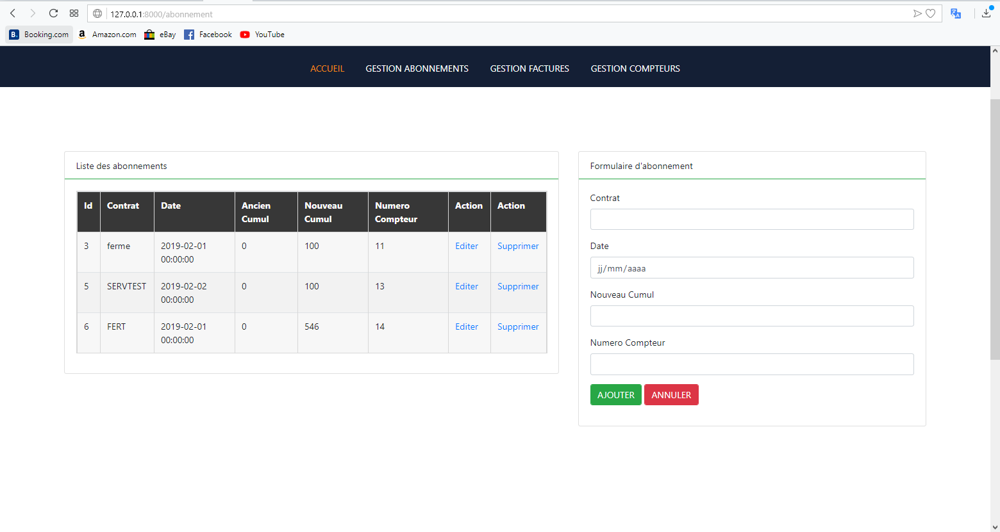 127.0.0.1:8000/abonnement
B. Booking.com a Amazon.com eBay Facebook YouTube
ACCUEIL GESTION ABONNEMENTS GESTION FACTURES GESTION COMPTEURS
Liste des abonnements
Id Contrat Date Ancien Cumul Nouveau Cumul Numero Compteur Action Action
3 ferme 2019-02-01 00:00:00 0 100 11 Editer Supprimer
5 SERVTEST 2019-02-02 00:00:00 0 100 13 Editer Supprimer
6 FERT 2019-02-01 00:00:00 0 546 14 Editer Supprimer
Formulaire d'abonnement
Contrat
Date
jj/mm/aaaa
Nouveau Cumul
Numero Compteur
AJOUTER ANNULER